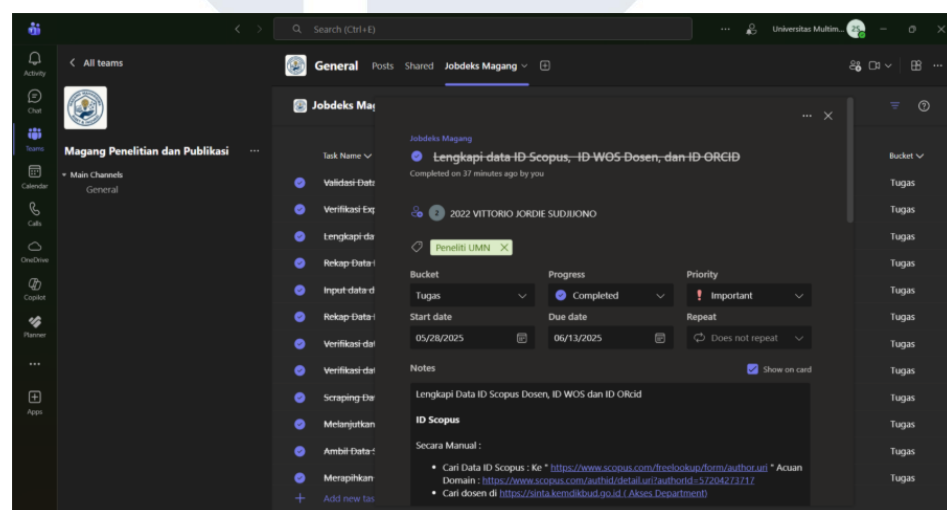 Search (Ctrl+E)
Universitas Multim...
Activity
Chat
Teams
Calendar
Calls
OneDrive
Copilot
Planner
Apps
All teams
Magang Penelitian dan Publikasi
Main Channels
General
General Posts Shared Jobdeks Magang
Jobdeks Mag
Task Name
Validasi Data
Verifikasi Exp
Lengkapi da
Rekap Data
Input data d
Rekap Data
Verifikasi dat
Verifikasi dat
Scraping Da
Melanjutkan
Ambil Data
Merapihkan
Add new tas
Jobdeks Magang
Lengkapi data ID Scopus, ID WOS Dosen, dan ID ORCID
Completed on 37 minutes ago by you
2 2022 VITTORIO JORDIE SUDJIJONO
Peneliti UMN
Bucket Progress Priority
Tugas Completed Important
Start date Due date Repeat
05/28/2025 06/13/2025 Does not repeat
Notes Show on card
Lengkapi Data ID Scopus Dosen, ID WOS dan ID ORcid
ID Scopus
Secara Manual :
• Cari Data ID Scopus : Ke " https://www.scopus.com/freelookup/form/author.uri " Acuan
Domain : https://www.scopus.com/authid/detail.uri?authorId=57204273717
• Cari dosen di https://sinta.kemdikbud.go.id ( Akses Department)
Bucket
Tugas
Tugas
Tugas
Tugas
Tugas
Tugas
Tugas
Tugas
Tugas
Tugas
Tugas
Tugas